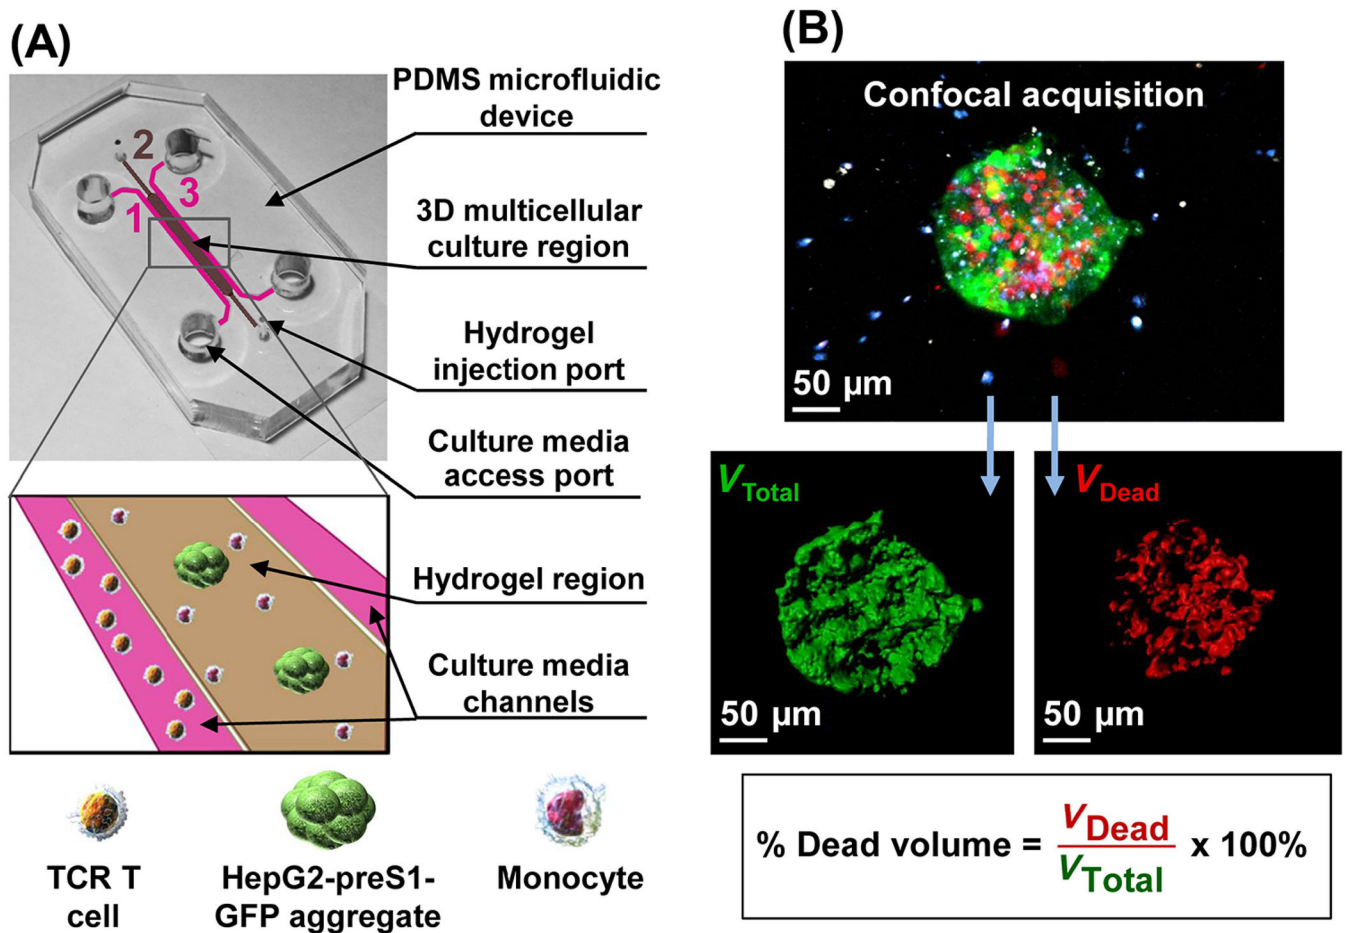 (A)
PDMS microfluidic
device
2
3
1
3D multicellular
culture region
Hydrogel
injection port
Culture media
access port
Hydrogel region
Culture media
channels
TCR T
cell
HepG2-preS1-
GFP aggregate
Monocyte
(B)
Confocal acquisition
50 µm
VTotal
50 µm
VDead
50 µm
% Dead volume = VDead / VTotal x 100%